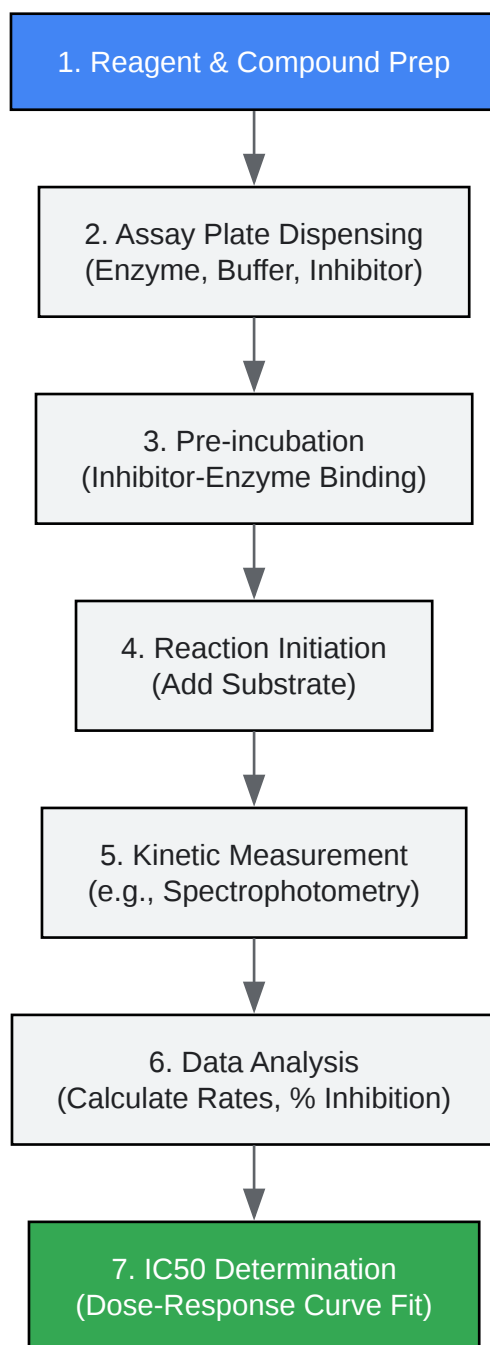 1. Reagent & Compound Prep
2. Assay Plate Dispensing
(Enzyme, Buffer, Inhibitor)
3. Pre-incubation
(Inhibitor-Enzyme Binding)
4. Reaction Initiation
(Add Substrate)
5. Kinetic Measurement
(e.g., Spectrophotometry)
6. Data Analysis
(Calculate Rates, % Inhibition)
7. IC50 Determination
(Dose-Response Curve Fit)